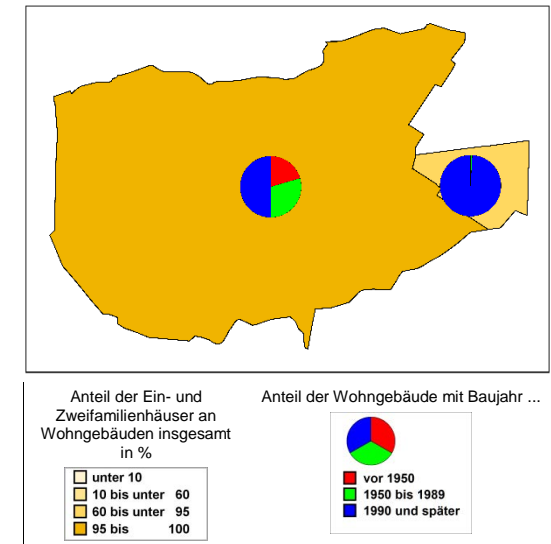 Anteil der Ein- und
Zweifamilienhäuser an
Wohngebäuden insgesamt
in %
unter 10
10 bis unter 60
60 bis unter 95
95 bis 100
Anteil der Wohngebäude mit Baujahr ...
vor 1950
1950 bis 1989
1990 und später